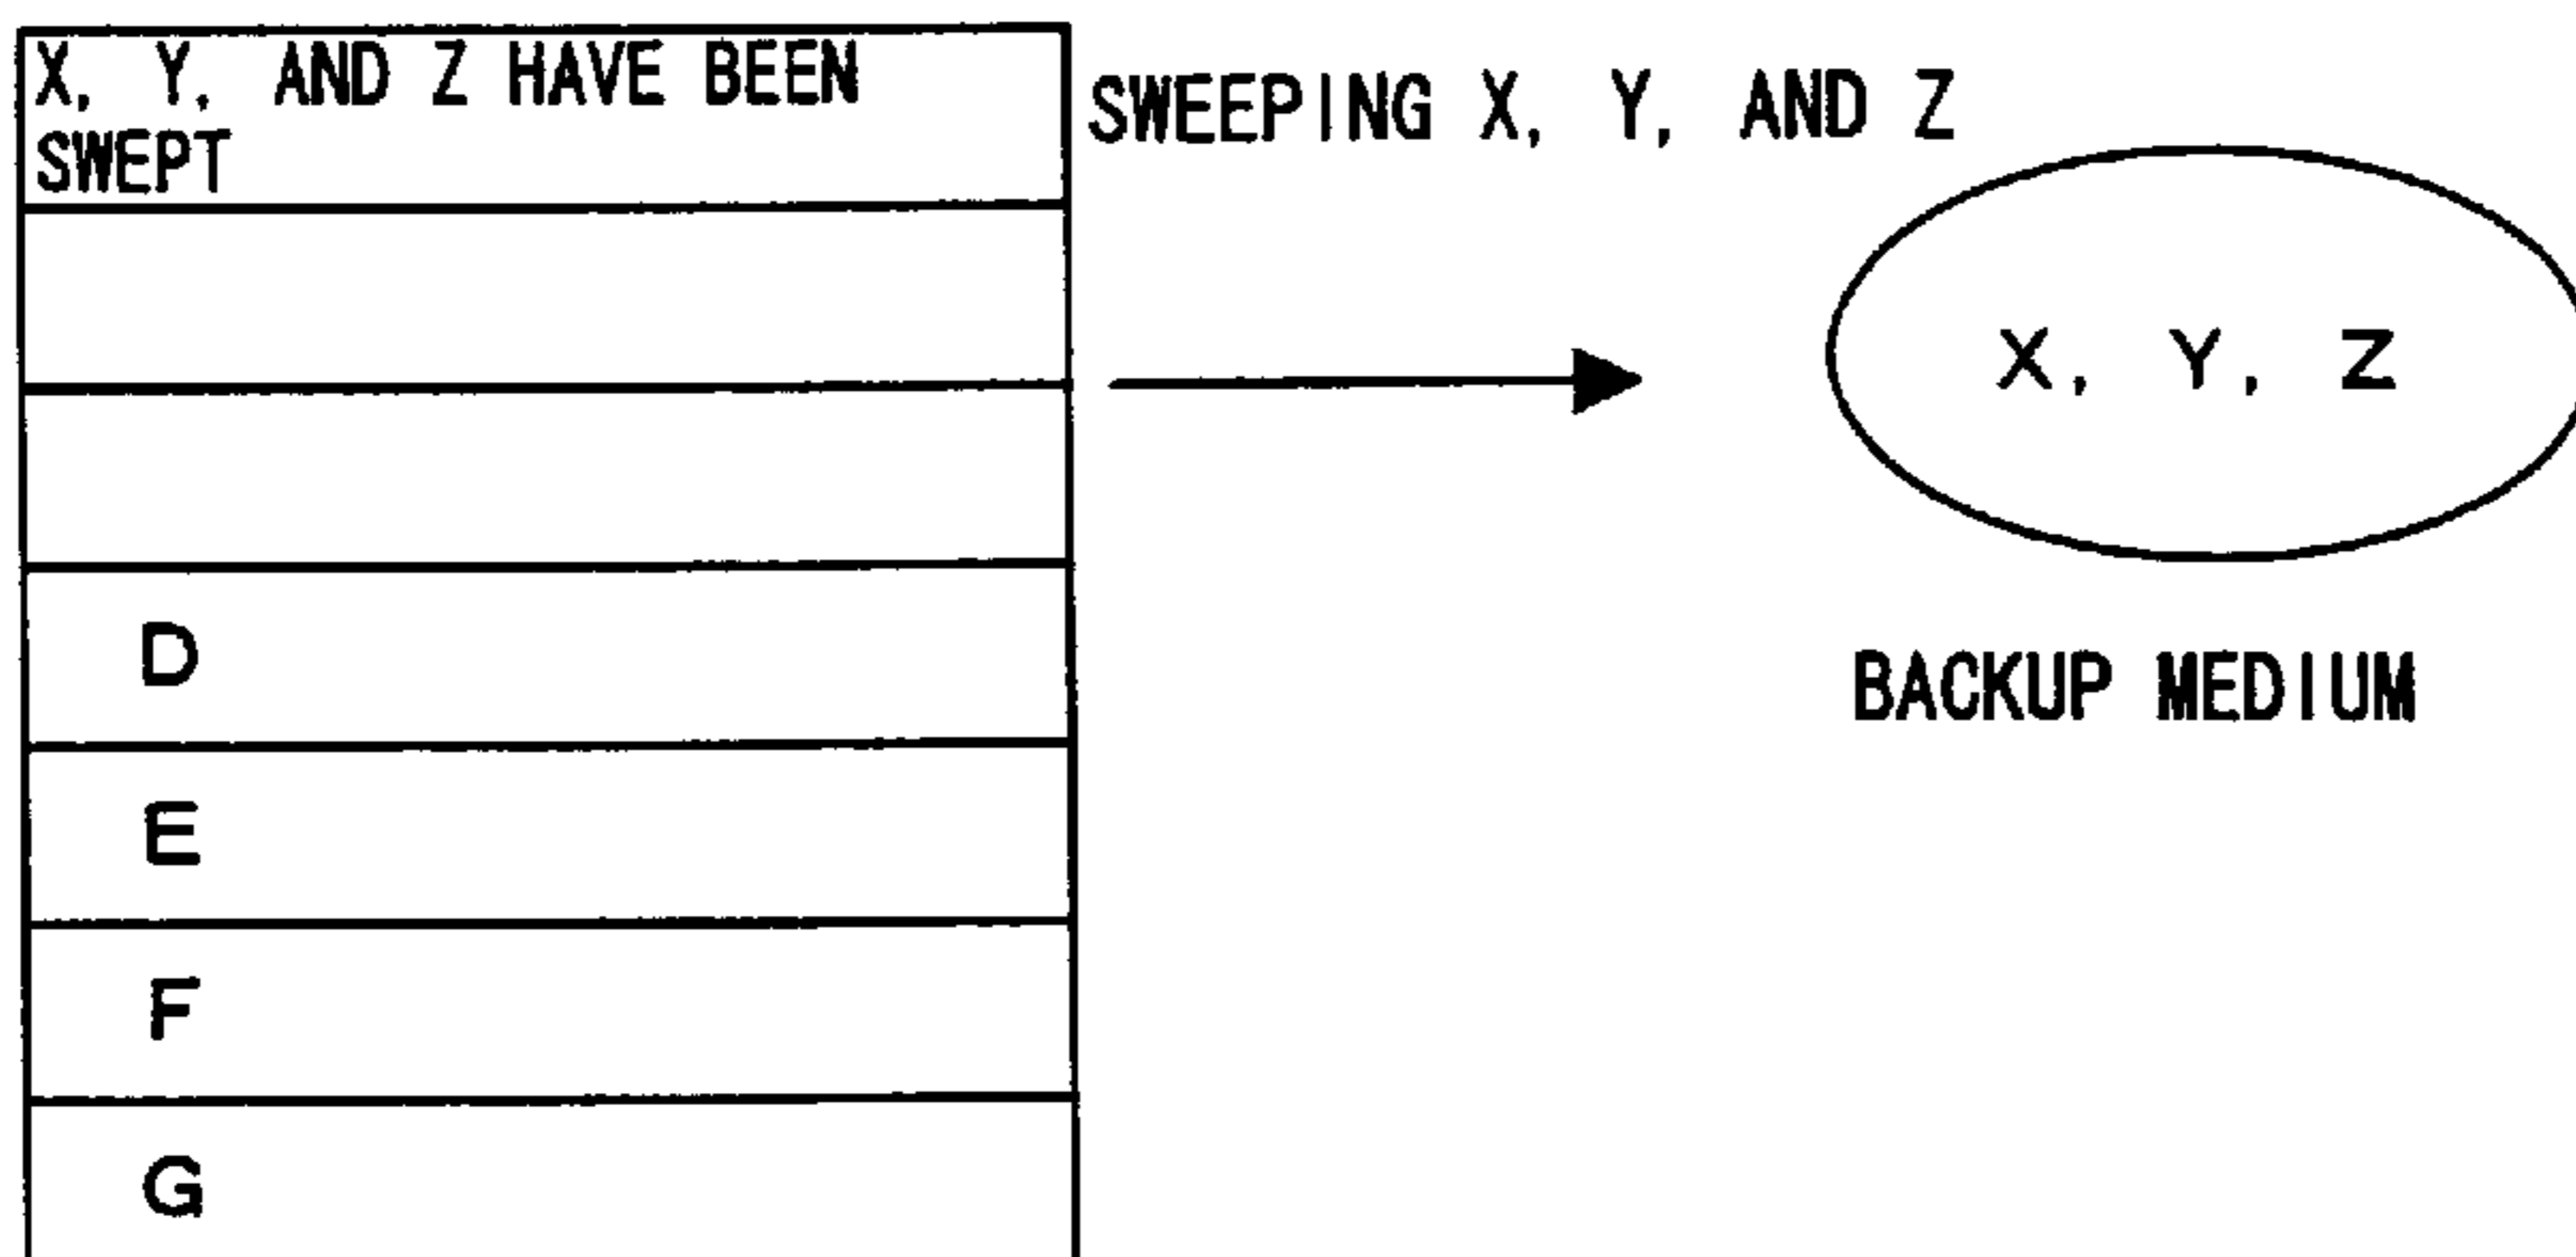 X, Y, AND Z HAVE BEEN
SWEPT
SWEEPING X, Y, AND Z
X, Y, Z
BACKUP MEDIUM
D
E
F
G